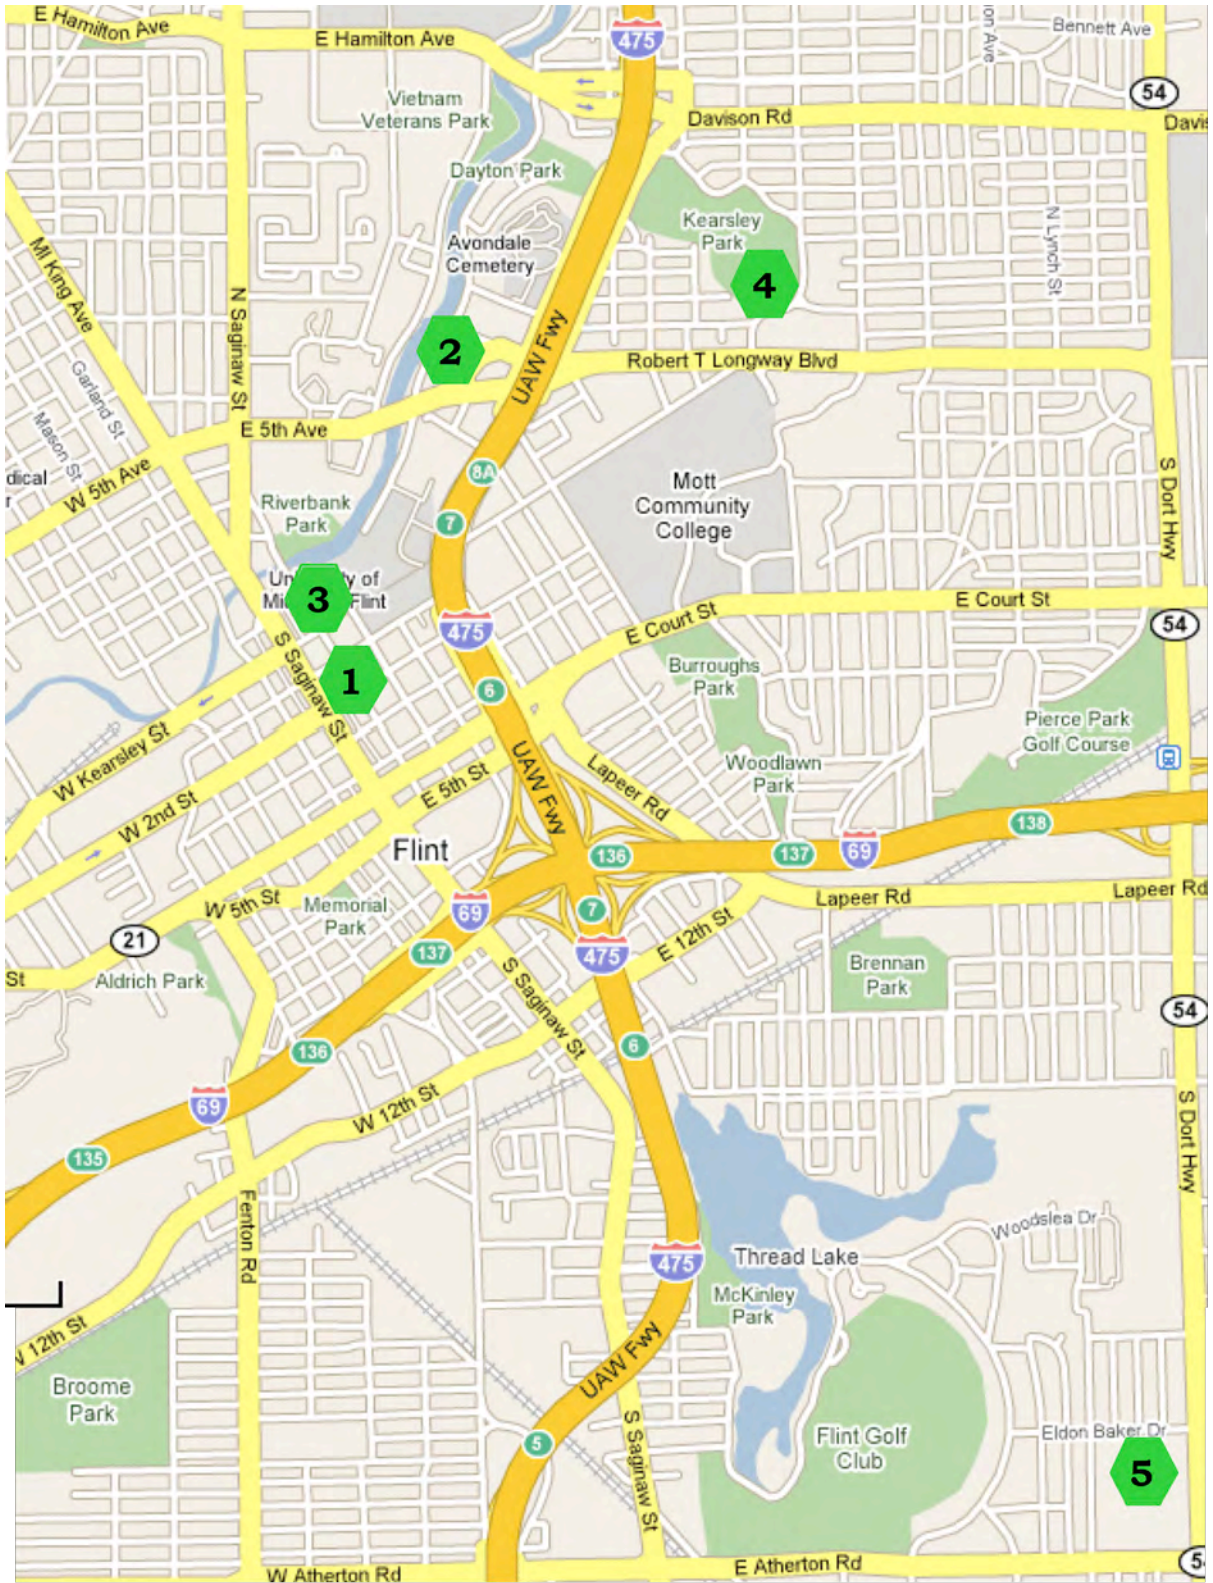 E Hamilton Ave
E Hamilton Ave
475
Bennett Ave
54
Vietnam
Veterans Park
Davison Rd
Dayton Park
Kearsley
Park
N Lynch St
Avondale
Cemetery
4
Ml King Ave
N Saginaw St
2
UAW Fwy
Robert T Longway Blvd
Garland St
Mason St
E 5th Ave
W 5th Ave
8A
Mott
Community
College
S Dort Hwy
Riverbank
Park
7
3
E Court St
E Court St
475
54
S Saginaw St
1
Burroughs
Park
6
Pierce Park
Golf Course
W Kearsley St
UAW Fwy
Lapeer Rd
Woodlawn
Park
W 2nd St
E 5th St
138
Flint
136
137
69
W 5th St
Memorial
Park
69
7
Lapeer Rd
Lapeer Rd
21
137
475
E 12th St
St
Aldrich Park
Brennan
Park
S Saginaw St
54
136
6
69
W 12th St
S Dort Hwy
135
Fenton Rd
Woodslea Dr
475
Thread Lake
McKinley
Park
W 12th St
UAW Fwy
Broome
Park
5
S Saginaw St
Flint Golf
Club
Eldon Baker Dr
5
W Atherton Rd
E Atherton Rd